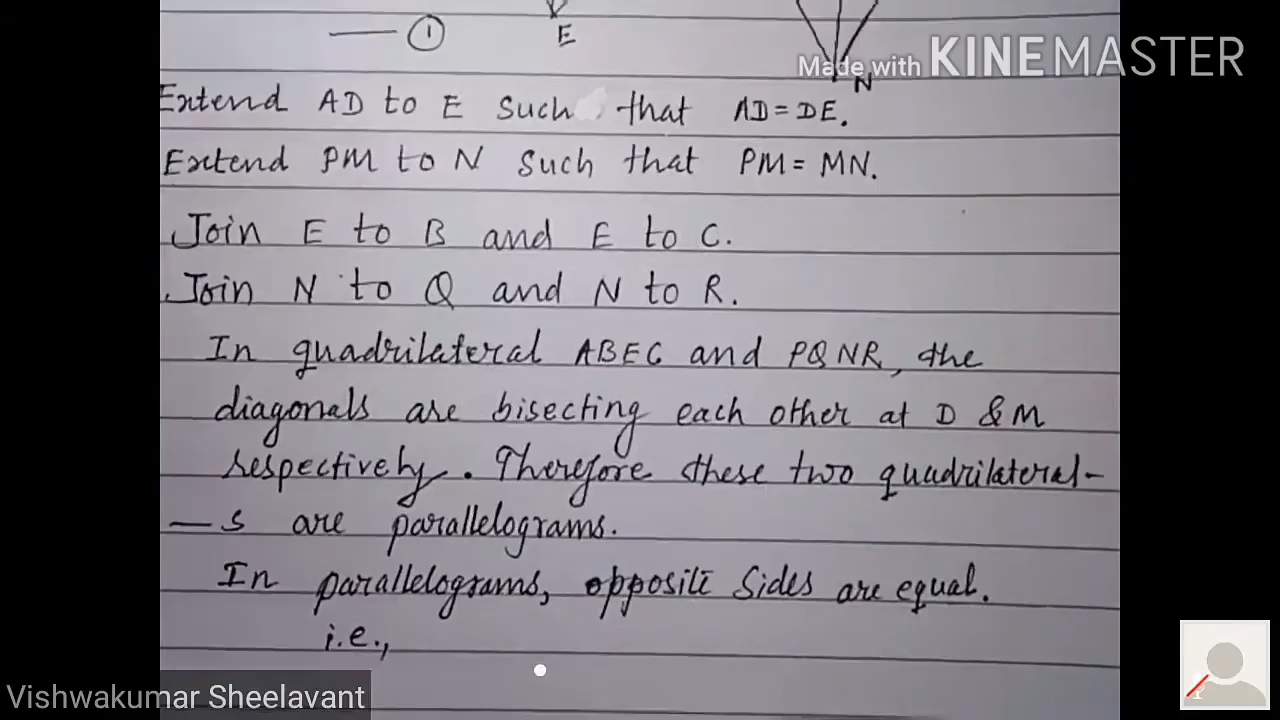 ——— ①
E
N
Made with KINEMASTER
Extend AD to E such that AD = DE.
Extend PM to N such that PM = MN.
Join E to B and E to C.
Join N to Q and N to R.
In quadrilateral ABEC and PQNR, the
diagonals are bisecting each other at D & M
respectively. Therefore these two quadrilateral-
— s are parallelograms.
In parallelograms, opposite sides are equal.
i.e.,
Vishwakumar Sheelavant